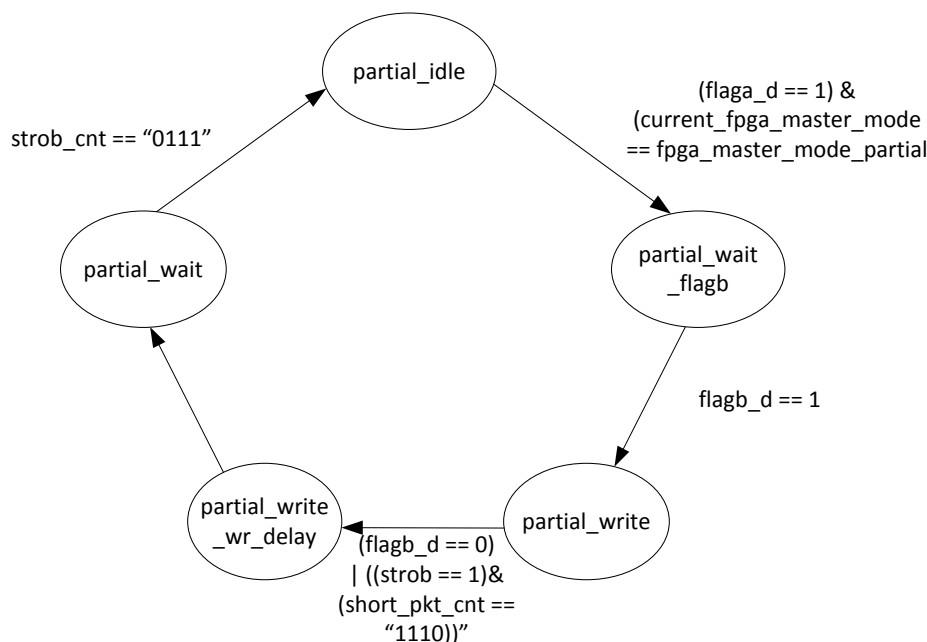 partial_idle
(flaga_d == 1) &
(current_fpga_master_mode
== fpga_master_mode_partial
strob_cnt == “0111”
partial_wait
partial_wait
_flagb
flagb_d == 1
partial_write
_wr_delay
partial_write
(flagb_d == 0)
| ((strob == 1)&
(short_pkt_cnt ==
“1110))”